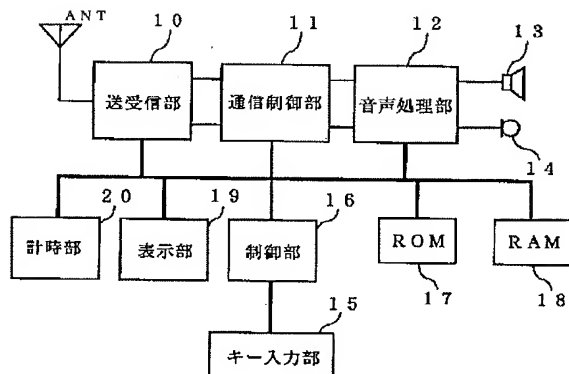 ANT
10
11
12
13
送受信部
通信制御部
音声処理部
14
20
19
16
計時部
表示部
制御部
ROM
RAM
17
18
15
キー入力部